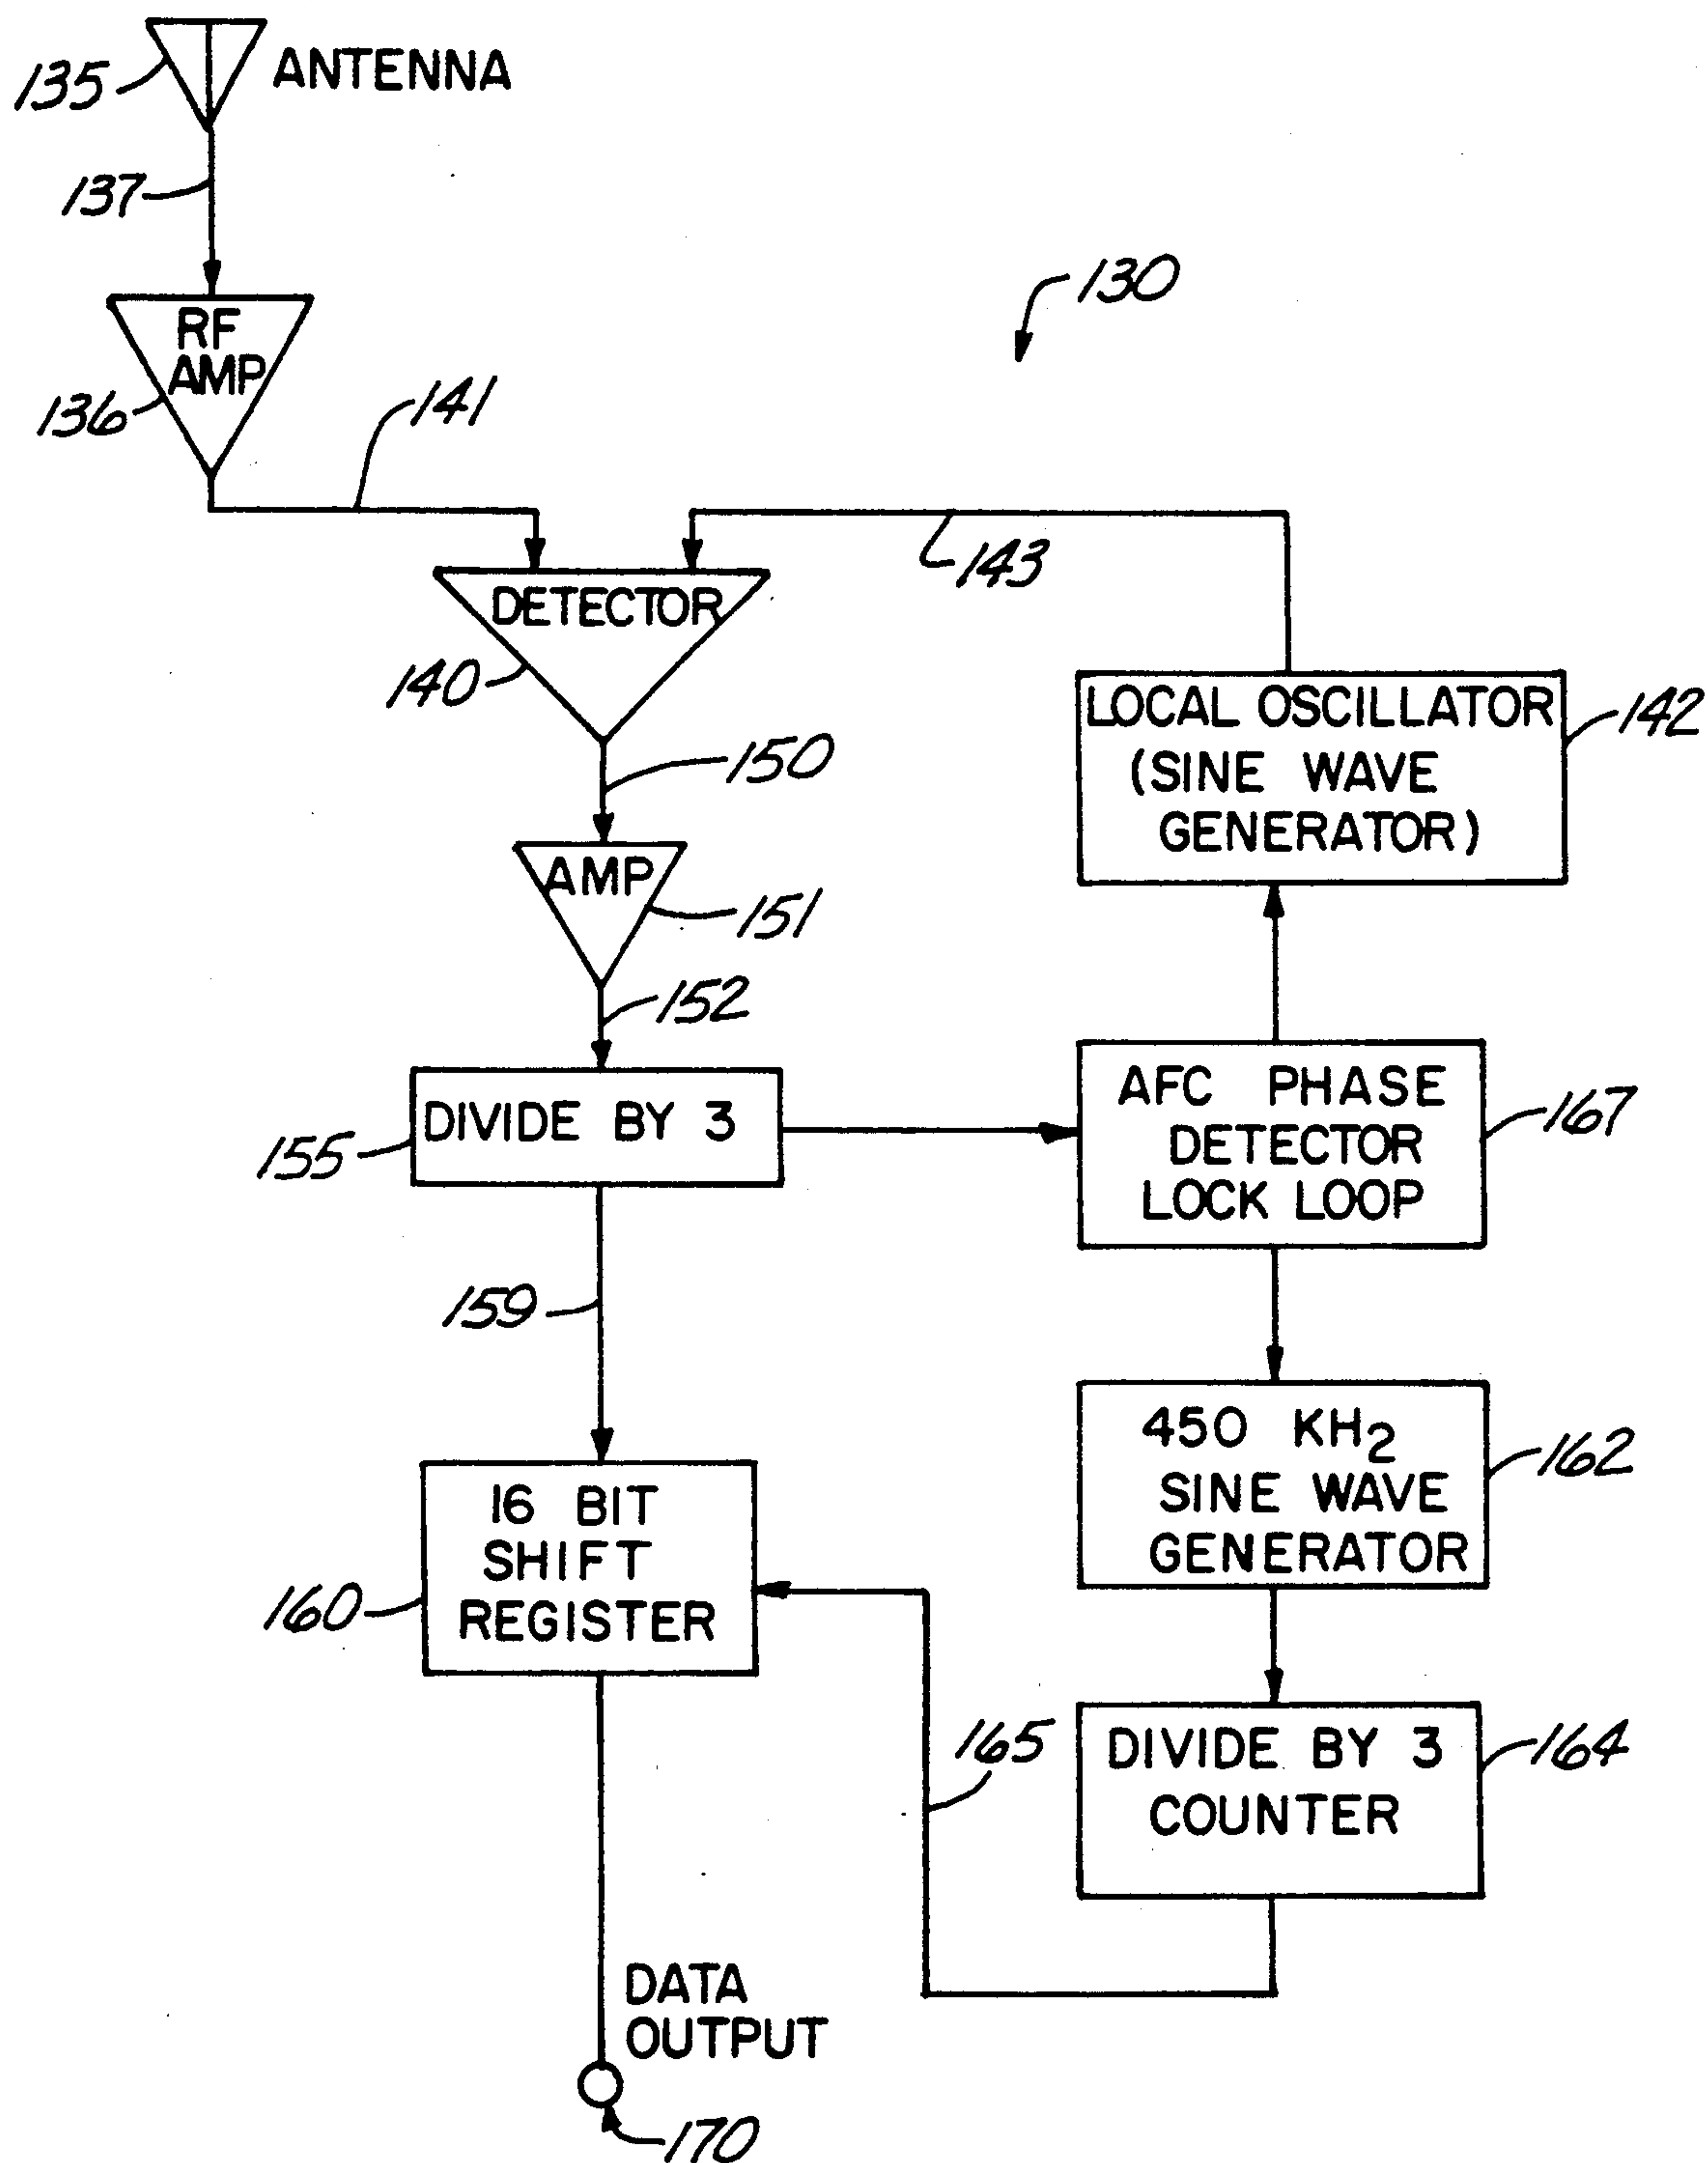 135
ANTENNA
137
130
RF
AMP
136
141
143
DETECTOR
140
LOCAL OSCILLATOR
(SINE WAVE
GENERATOR)
142
150
AMP
151
152
DIVIDE BY 3
155
AFC PHASE
DETECTOR
LOCK LOOP
167
159
450 KH2
SINE WAVE
GENERATOR
162
16 BIT
SHIFT
REGISTER
160
165
DIVIDE BY 3
COUNTER
164
DATA
OUTPUT
170